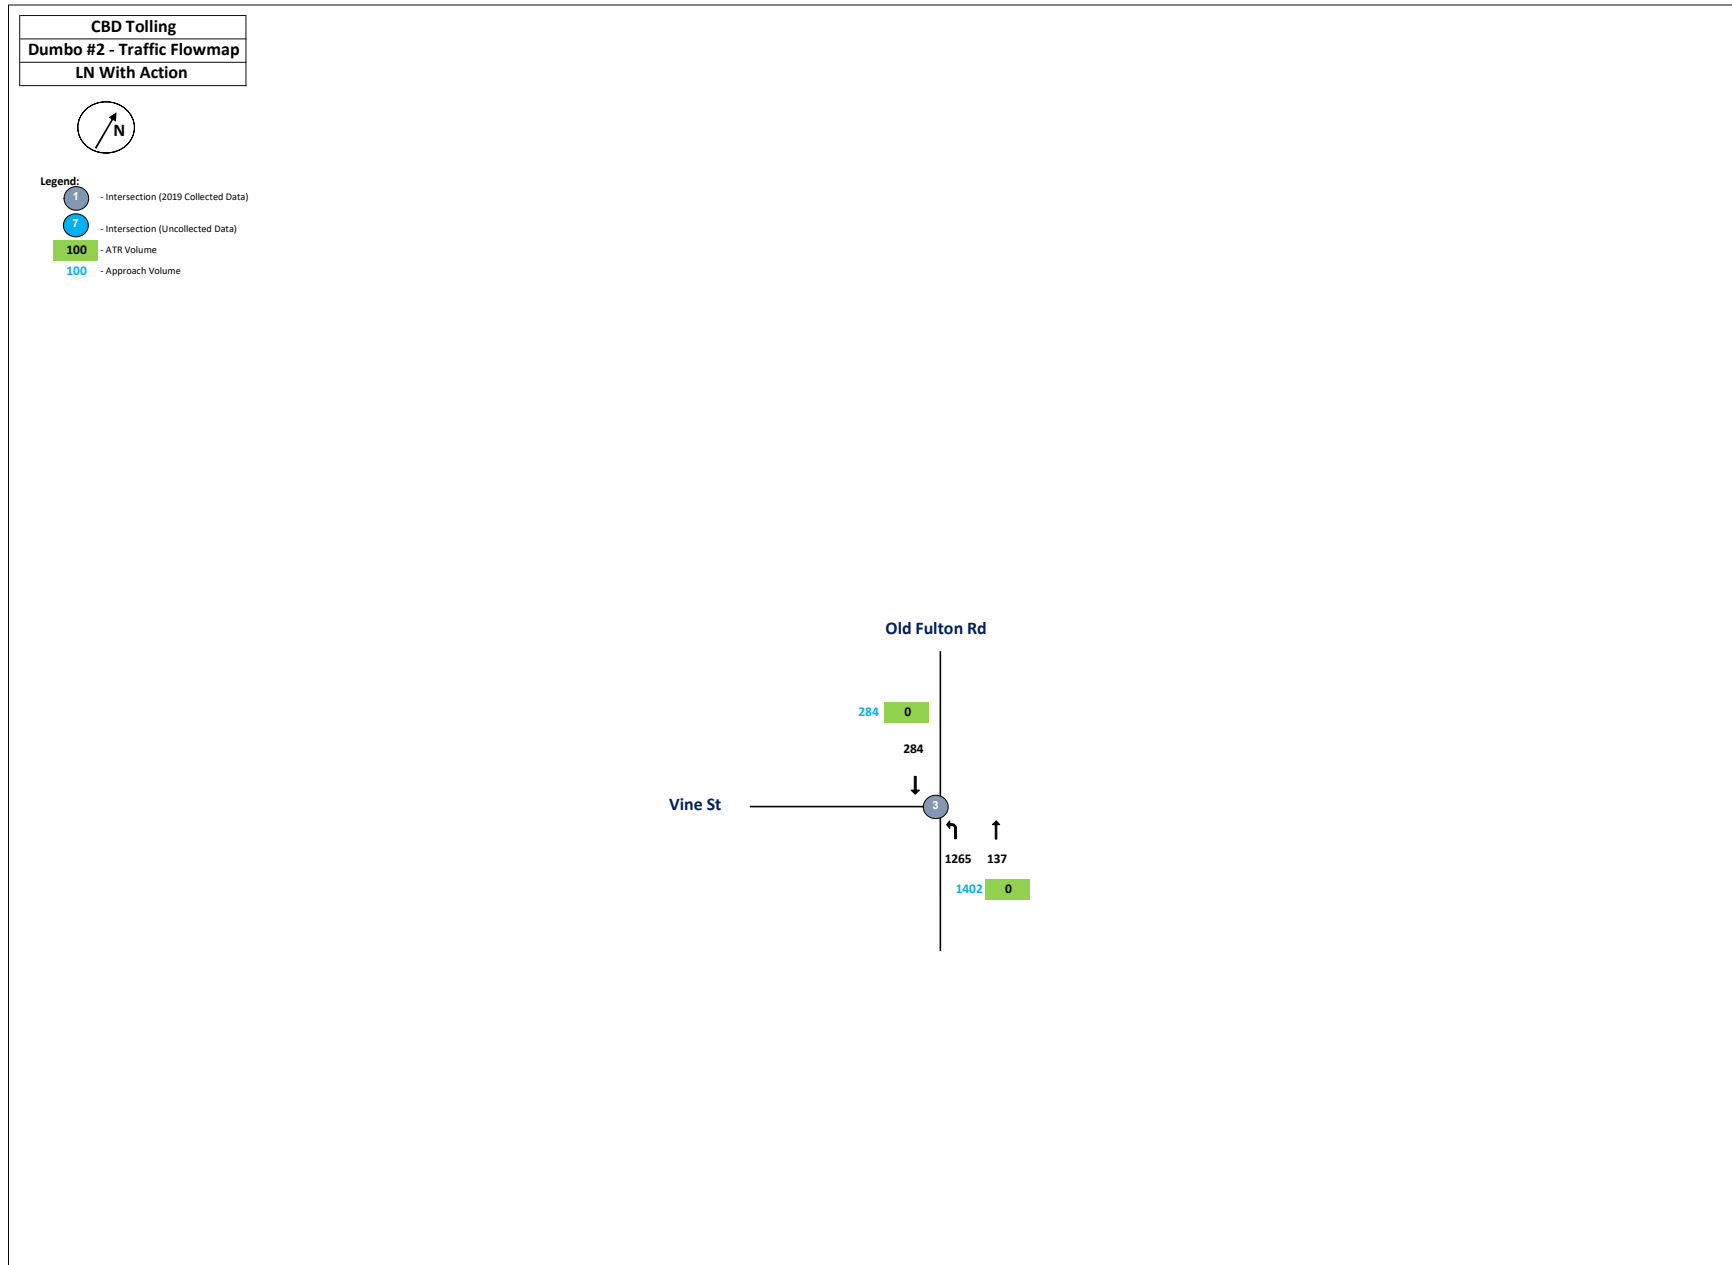 CBD Tolling
Dumbo #2 - Traffic Flowmap
LN With Action
N
Legend:
1 - Intersection (2019 Collected Data)
7 - Intersection (Uncollected Data)
100 - ATR Volume
100 - Approach Volume
Old Fulton Rd
284 0
284
Vine St 3
1265 137
1402 0